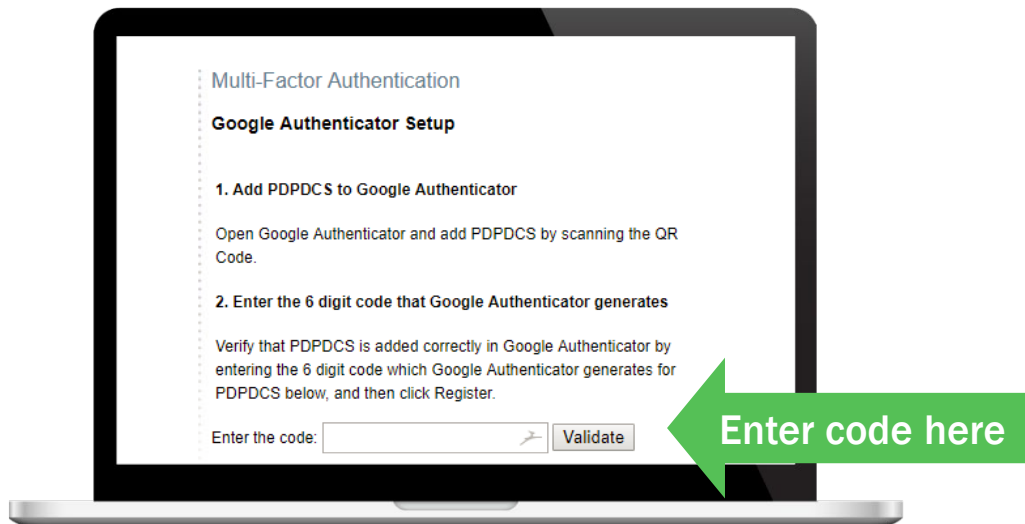 Multi-Factor Authentication
Google Authenticator Setup
1. Add PDPDCS to Google Authenticator
Open Google Authenticator and add PDPDCS by scanning the QR
Code.
2. Enter the 6 digit code that Google Authenticator generates
Verify that PDPDCS is added correctly in Google Authenticator by
entering the 6 digit code which Google Authenticator generates for
PDPDCS below, and then click Register.
Enter the code: Validate
Enter code here